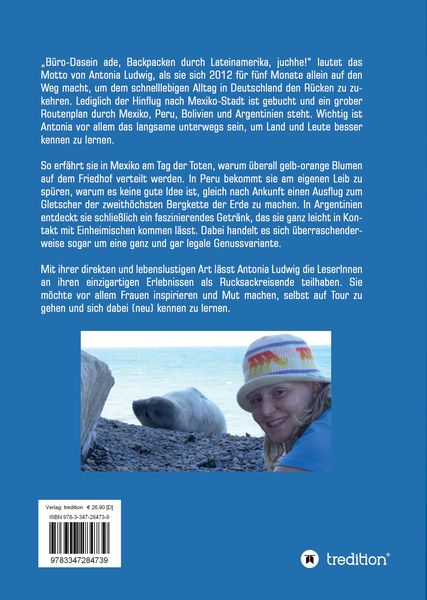 „Büro-Dasein ade, Backpacken durch Lateinamerika, juchhe!“ lautet das
Motto von Antonia Ludwig, als sie sich 2012 für fünf Monate allein auf den
Weg macht, um dem schnelllebigen Alltag in Deutschland den Rücken zu zu-
kehren. Lediglich der Hinflug nach Mexiko-Stadt ist gebucht und ein grober
Routenplan durch Mexiko, Peru, Bolivien und Argentinien steht. Wichtig ist
Antonia vor allem das langsame unterwegs sein, um Land und Leute besser
kennen zu lernen.
So erfährt sie in Mexiko am Tag der Toten, warum überall gelb-orange Blumen
auf dem Friedhof verteilt werden. In Peru bekommt sie am eigenen Leib zu
spüren, warum es keine gute Idee ist, gleich nach Ankunft einen Ausflug zum
Gletscher der zweithöchsten Bergkette der Erde zu machen. In Argentinien
entdeckt sie schließlich ein faszinierendes Getränk, das sie ganz leicht in Kon-
takt mit Einheimischen kommen lässt. Dabei handelt es sich überraschender-
weise sogar um eine ganz und gar legale Genussvariante.
Mit ihrer direkten und lebenslustigen Art lässt Antonia Ludwig die LeserInnen
an ihren einzigartigen Erlebnissen als Rucksackreisende teilhaben. Sie
möchte vor allem Frauen inspirieren und Mut machen, selbst auf Tour zu
gehen und sich dabei (neu) kennen zu lernen.
Verlag: tredition € 26,90 [D]
ISBN 978-3-347-28473-9
9783347284739
tredition®